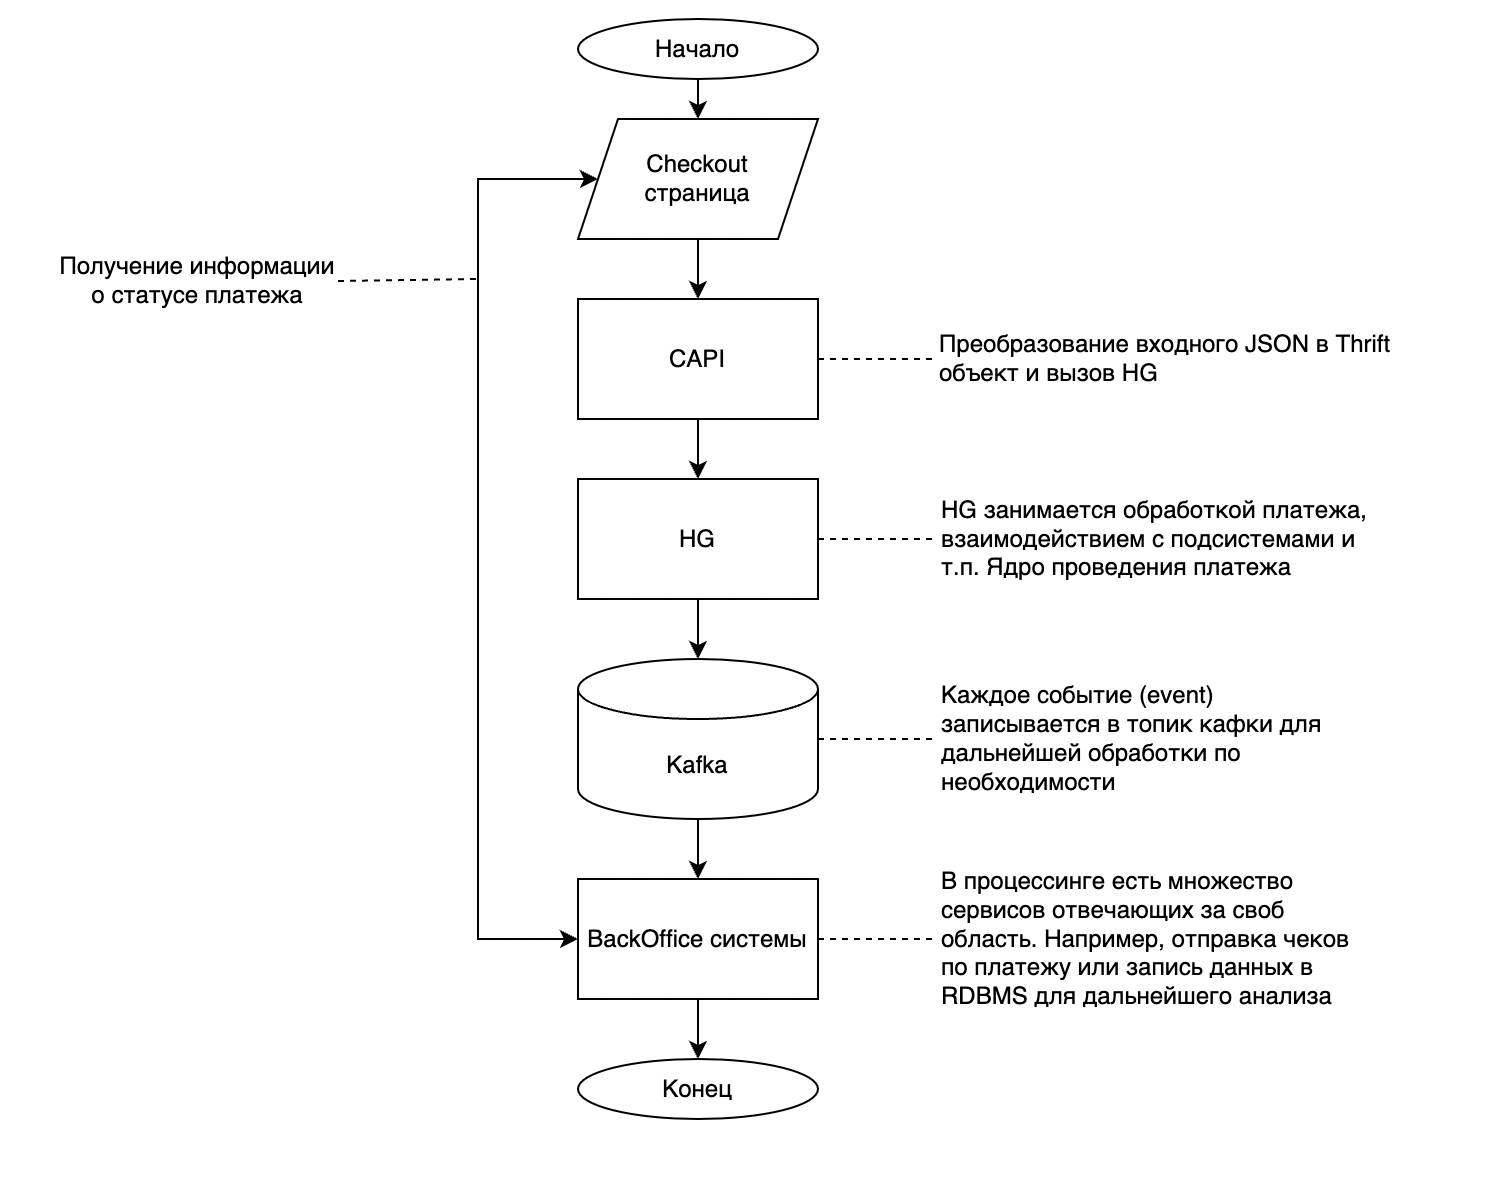 Начало
Checkout
страница
Получение информации
о статусе платежа
CAPI
Преобразование входного JSON в Thrift
объект и вызов HG
HG
HG занимается обработкой платежа,
взаимодействием с подсистемами и
т.п. Ядро проведения платежа
Kafka
Каждое событие (event)
записывается в топик кафки для
дальнейшей обработки по
необходимости
BackOffice системы
В процессинге есть множество
сервисов отвечающих за своб
область. Например, отправка чеков
по платежу или запись данных в
RDBMS для дальнейшего анализа
Конец